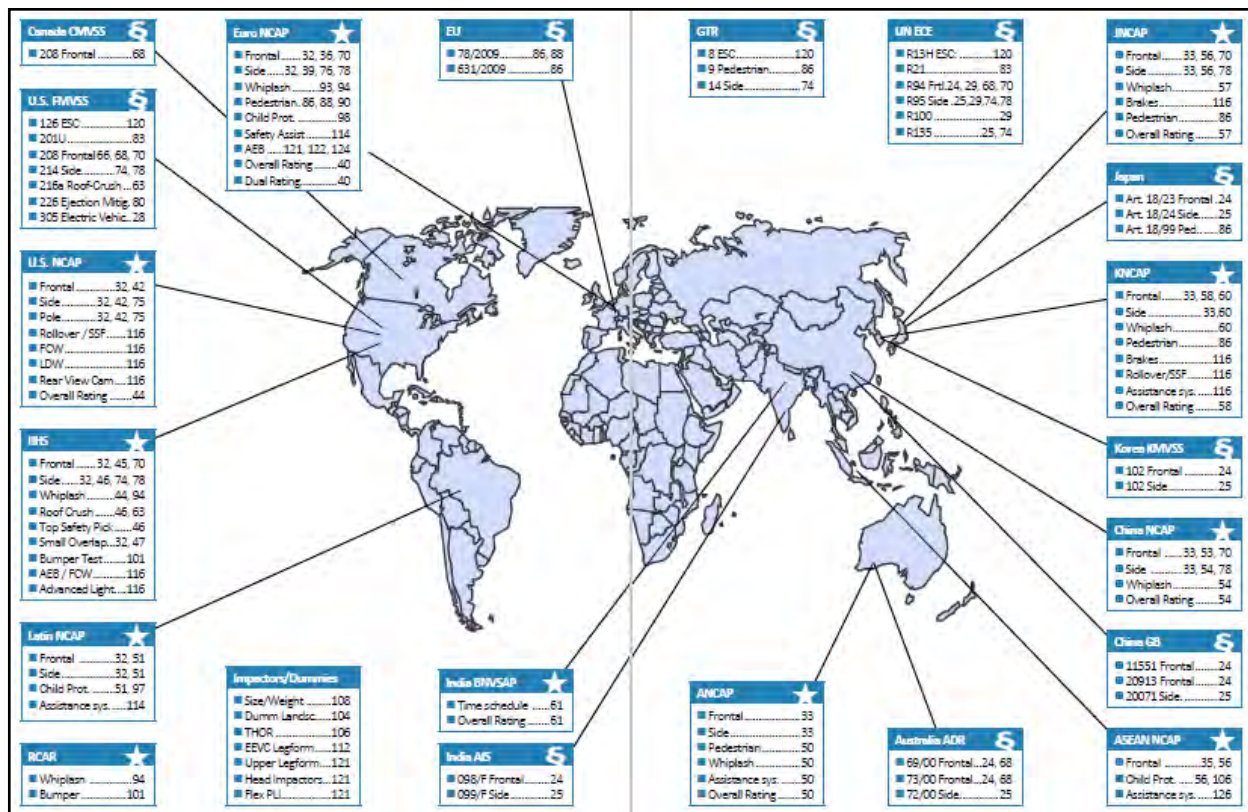 Canada CMVSS §
208 Frontal .......... 68
U.S. FMVSS §
126 ESC .......... 120
201U .......... 83
208 Frontal 66, 68, 70
214 Side .......... 74, 78
216a Roof-Crush ... 63
226 Ejection Mitig. 80
305 Electric Vehic. .. 28
U.S. NCAP
Frontal .......... 32, 42
Side .......... 32, 42, 75
Pole .......... 32, 42, 75
Rollover / SSF .......... 116
FCW .......... 116
LDW .......... 116
Rear View Cam .... 116
Overall Rating .......... 44
IIHS
Frontal ....... 32, 45, 70
Side ..... 32, 46, 74, 78
Whiplash .......... 44, 94
Roof Crush ....... 46, 63
Top Safety Pick ..... 46
Small Overlap... 32, 47
Bumper Test .......... 101
AEB / FCW .......... 116
Advanced Light.... 116
Latin NCAP
Frontal .......... 32, 51
Side .......... 32, 51
Child Prot. ....... 51, 97
Assistance sys. ..... 114
RCAR
Whiplash .......... 94
Bumper .......... 101
Euro NCAP
Frontal .......... 32, 36, 70
Side ..... 32, 39, 76, 78
Whiplash .......... 93, 94
Pedestrian. 86, 88, 90
Child Prot. .......... 98
Safety Assist ....... 114
AEB ..... 121, 122, 124
Overall Rating .......... 40
Dual Rating .......... 40
EU §
78/2009 .......... 86, 88
631/2009 .......... 86
GTR §
8 ESC .......... 120
9 Pedestrian .......... 86
14 Side .......... 74
UN ECE §
R13H ESC: .......... 120
R21 .......... 83
R94 Frtl. 24, 29, 68, 70
R95 Side .25, 29, 74, 78
R100 .......... 29
R135 .......... 25, 74
JNCAP
Frontal .......... 33, 56, 70
Side .......... 33, 56, 78
Whiplash .......... 57
Brakes .......... 116
Pedestrian .......... 86
Overall Rating .......... 57
Japan §
Art. 18/23 Frontal . 24
Art. 18/24 Side ..... 25
Art. 18/99 Ped. ..... 86
KNCAP
Frontal .......... 33, 58, 60
Side .......... 33, 60
Whiplash .......... 60
Pedestrian .......... 86
Brakes .......... 116
Rollover/SSF .......... 116
Assistance sys. ..... 116
Overall Rating .......... 58
Korea KMVSS §
102 Frontal .......... 24
102 Side .......... 25
China NCAP
Frontal .......... 33, 53, 70
Side .......... 33, 54, 78
Whiplash .......... 54
Overall Rating .......... 54
China GB §
11551 Frontal .......... 24
20913 Frontal .......... 24
20071 Side .......... 25
ASEAN NCAP
Frontal .......... 35, 56
Child Prot. ..... 56, 106
Assistance sys. ..... 126
Impactors/Dummies
Size/Weight .......... 108
Dumm Landsc. .... 104
THOR .......... 106
EEVC Legform ..... 112
Upper Legform .... 121
Head Impactors... 121
Flex PLI .......... 121
India BNVSAP
Time schedule ..... 61
Overall Rating .......... 61
India AIS §
098/F Frontal .......... 24
099/F Side .......... 25
ANCAP
Frontal .......... 33
Side .......... 33
Pedestrian .......... 50
Whiplash .......... 50
Assistance sys. ..... 50
Overall Rating .......... 50
Australia ADR §
69/00 Frontal... 24, 68
73/00 Frontal... 24, 68
72/00 Side .......... 25